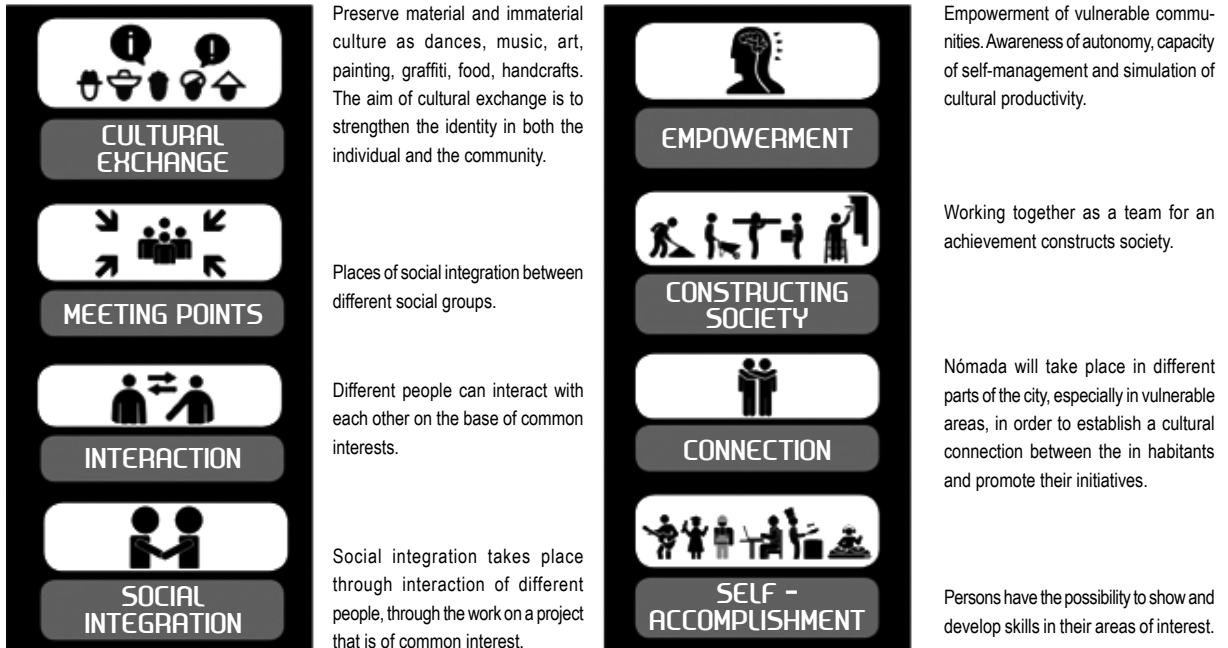 CULTURAL
EXCHANGE
Preserve material and immaterial
culture as dances, music, art,
painting, graffiti, food, handcrafts.
The aim of cultural exchange is to
strengthen the identity in both the
individual and the community.
MEETING POINTS
Places of social integration between
different social groups.
INTERACTION
Different people can interact with
each other on the base of common
interests.
SOCIAL
INTEGRATION
Social integration takes place
through interaction of different
people, through the work on a project
that is of common interest.
EMPOWERMENT
Empowerment of vulnerable commu-
nities. Awareness of autonomy, capacity
of self-management and simulation of
cultural productivity.
CONSTRUCTING
SOCIETY
Working together as a team for an
achievement constructs society.
CONNECTION
Nómada will take place in different
parts of the city, especially in vulnerable
areas, in order to establish a cultural
connection between the in habitants
and promote their initiatives.
SELF -
ACCOMPLISHMENT
Persons have the possibility to show and
develop skills in their areas of interest.